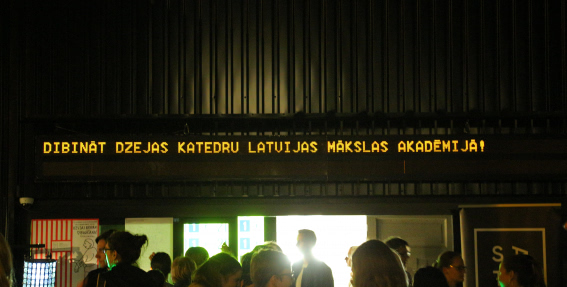 DIBINĀT DZEJAS KATEDRU LATVIJAS MĀKSLAS AKADĒMIJĀ!